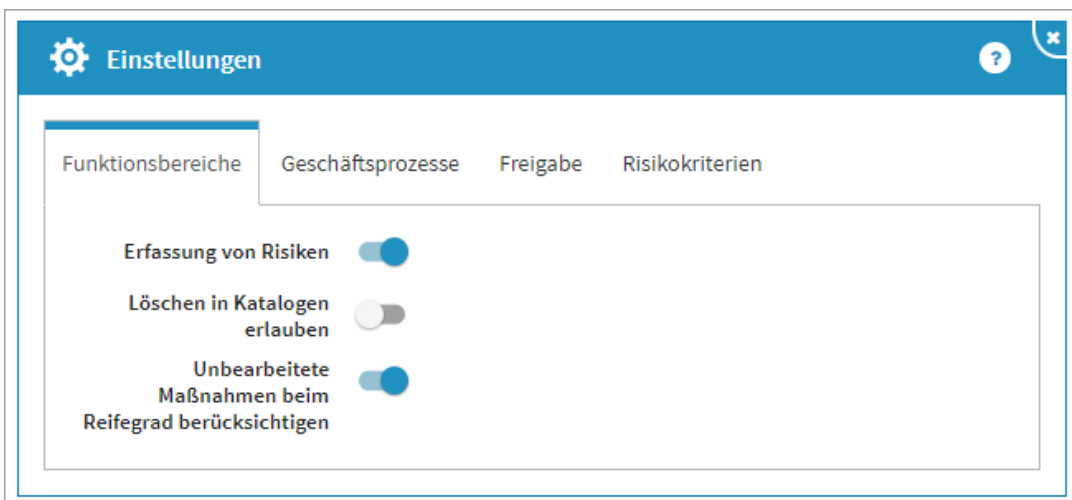 Einstellungen
?
Funktionsbereiche Geschäftsprozesse Freigabe Risikokriterien
Erfassung von Risiken
Löschen in Katalogen
erlauben
Unbearbeitete
Maßnahmen beim
Reifegrad berücksichtigen